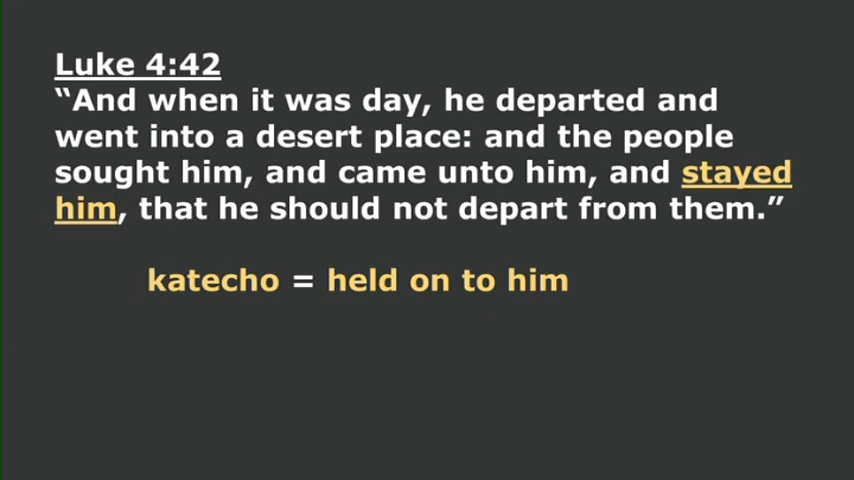 Luke 4:42
“And when it was day, he departed and
went into a desert place: and the people
sought him, and came unto him, and stayed
him, that he should not depart from them.”
katecho = held on to him